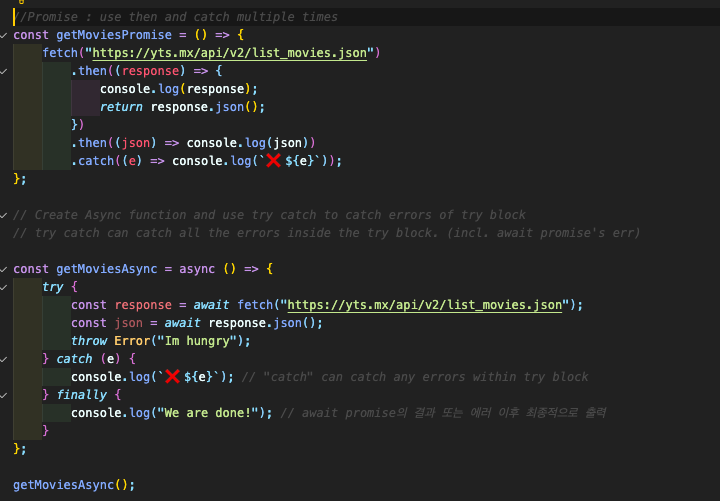 //Promise : use then and catch multiple times
const getMoviesPromise = () => {
    fetch("https://yts.mx/api/v2/list_movies.json")
        .then((response) => {
            console.log(response);
            return response.json();
        })
        .then((json) => console.log(json))
        .catch((e) => console.log(`❌ ${e}`));
};
// Create Async function and use try catch to catch errors of try block
// try catch can catch all the errors inside the try block. (incl. await promise's err)
const getMoviesAsync = async () => {
    try {
        const response = await fetch("https://yts.mx/api/v2/list_movies.json");
        const json = await response.json();
        throw Error("Im hungry");
    } catch (e) {
        console.log(`❌ ${e}`); // "catch" can catch any errors within try block
    } finally {
        console.log("We are done!"); // await promise의 결과 또는 에러 이후 최종적으로 출력
    }
};
getMoviesAsync();